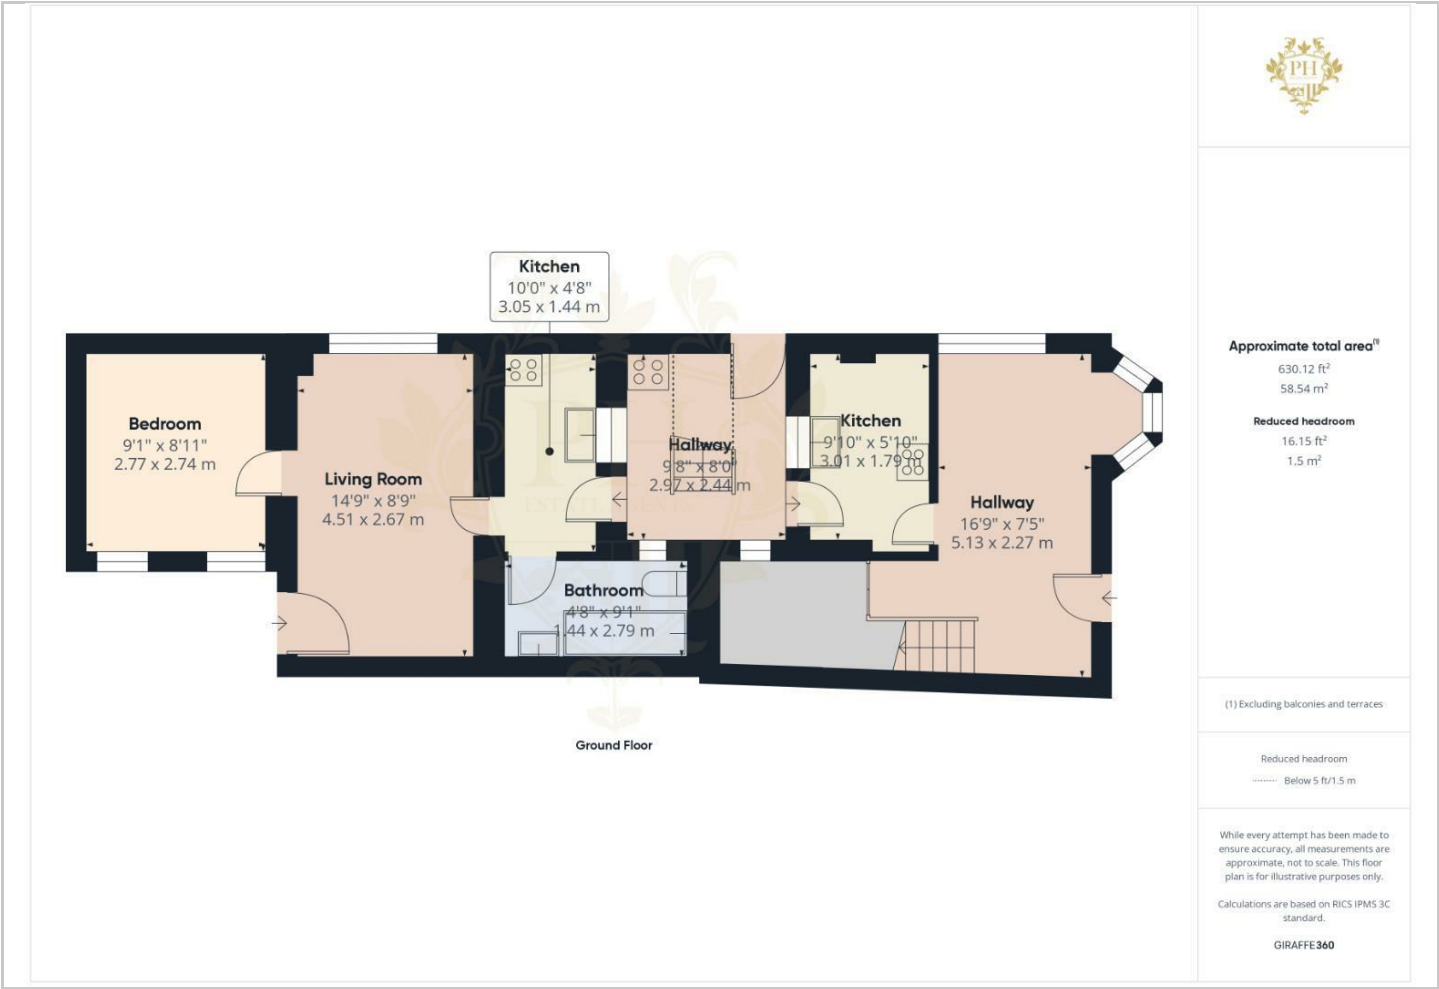 PH
Kitchen
10'0" x 4'8"
3.05 x 1.44 m
Bedroom
9'1" x 8'11"
2.77 x 2.74 m
Living Room
14'9" x 8'9"
4.51 x 2.67 m
Hallway
9'8" x 8'0"
2.97 x 2.44 m
Kitchen
9'10" x 5'10"
3.01 x 1.79 m
Hallway
16'9" x 7'5"
5.13 x 2.27 m
Bathroom
4'8" x 9'1"
1.44 x 2.79 m
PH
ESTATE AGENTS
Ground Floor
Approximate total area(1)
630.12 ft²
58.54 m²
Reduced headroom
16.15 ft²
1.5 m²
(1) Excluding balconies and terraces
Reduced headroom
Below 5 ft/1.5 m
While every attempt has been made to
ensure accuracy, all measurements are
approximate, not to scale. This floor
plan is for illustrative purposes only.
Calculations are based on RICS IPMS 3C
standard.
GIRAFFE360